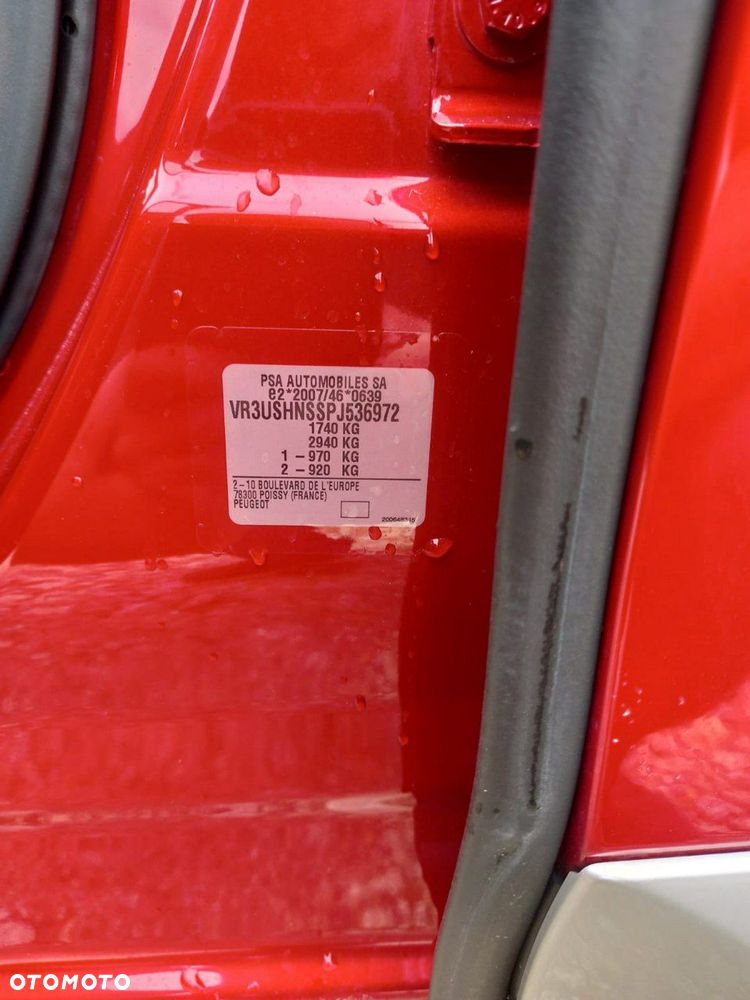 PSA AUTOMOBILES SA
e2*2007/46*0639
VR3USHNSSPJ536972
1740 KG
2940 KG
1 - 970 KG
2 - 920 KG
2 - 10 BOULEVARD DE L'EUROPE
78300 POISSY (FRANCE)
PEUGEOT
OTOMOTO